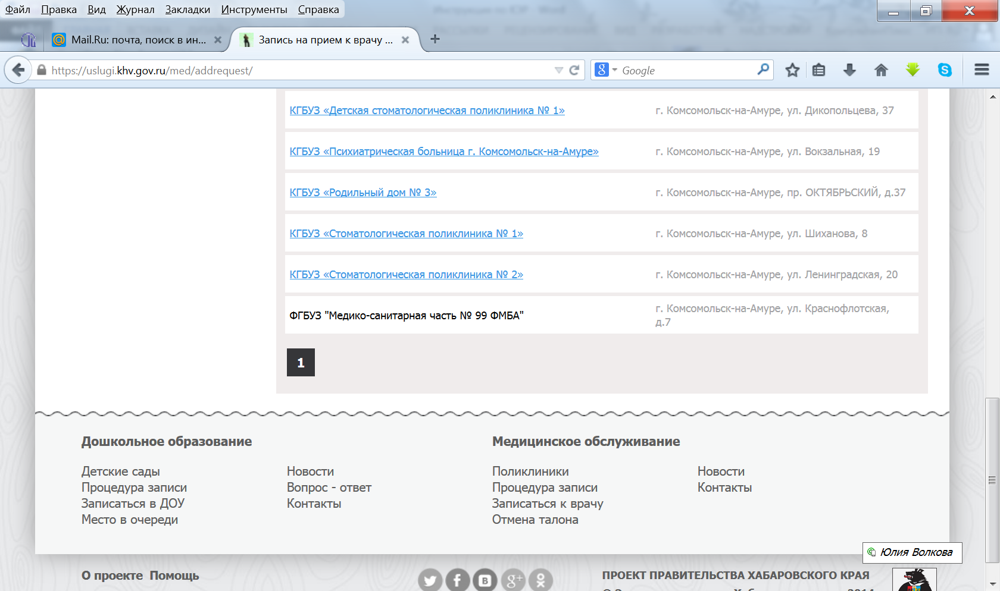 Файл Правка Вид Журнал Закладки Инструменты Справка
Mail.Ru: почта, поиск в ин... Запись на прием к врачу ...
https://uslugi.khv.gov.ru/med/addrequest/ Google
КГБУЗ «Детская стоматологическая поликлиника № 1» г. Комсомольск-на-Амуре, ул. Дикопольцева, 37
КГБУЗ «Психиатрическая больница г. Комсомольск-на-Амуре» г. Комсомольск-на-Амуре, ул. Вокзальная, 19
КГБУЗ «Родильный дом № 3» г. Комсомольск-на-Амуре, пр. ОКТЯБРЬСКИЙ, д.37
КГБУЗ «Стоматологическая поликлиника № 1» г. Комсомольск-на-Амуре, ул. Шиханова, 8
КГБУЗ «Стоматологическая поликлиника № 2» г. Комсомольск-на-Амуре, ул. Ленинградская, 20
ФГБУЗ "Медико-санитарная часть № 99 ФМБА" г. Комсомольск-на-Амуре, ул. Краснофлотская,
д.7
1
Дошкольное образование
Детские сады
Процедура записи
Записаться в ДОУ
Место в очереди
Новости
Вопрос - ответ
Контакты
Медицинское обслуживание
Поликлиники
Процедура записи
Записаться к врачу
Отмена талона
Новости
Контакты
Юлия Волкова
О проекте Помощь
ПРОЕКТ ПРАВИТЕЛЬСТВА ХАБАРОВСКОГО КРАЯ